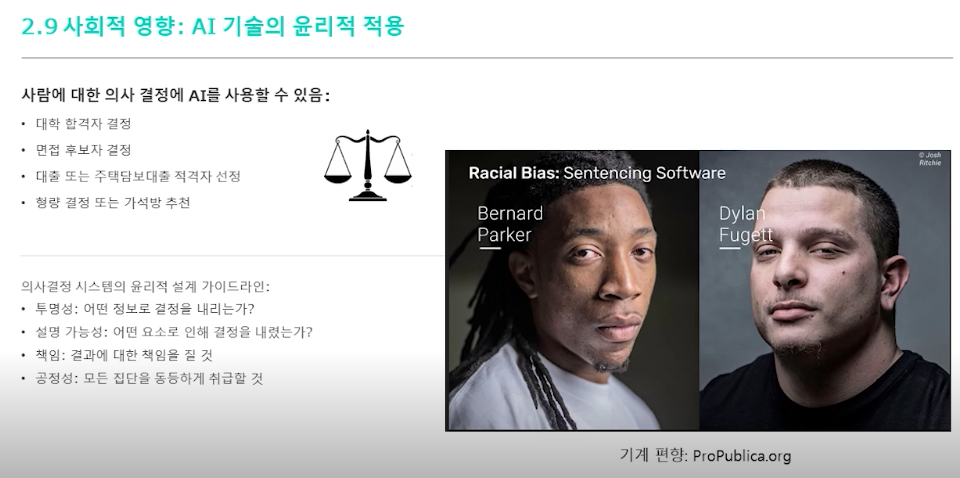 2.9 사회적 영향: AI 기술의 윤리적 적용
사람에 대한 의사 결정에 AI를 사용할 수 있음:
• 대학 합격자 결정
• 면접 후보자 결정
• 대출 또는 주택담보대출 적격자 선정
• 형량 결정 또는 가석방 추천
의사결정 시스템의 윤리적 설계 가이드라인:
• 투명성: 어떤 정보로 결정을 내리는가?
• 설명 가능성: 어떤 요소로 인해 결정을 내렸는가?
• 책임: 결과에 대한 책임을 질 것
• 공정성: 모든 집단을 동등하게 취급할 것
© Josh
Ritchie
Racial Bias: Sentencing Software
Bernard
Parker
Dylan
Fugett
기계 편향: ProPublica.org